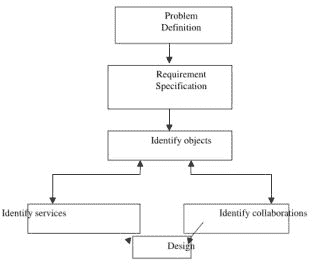 Problem
Definition
Requirement
Specification
Identify objects
Identify services
Identify collaborations
Design